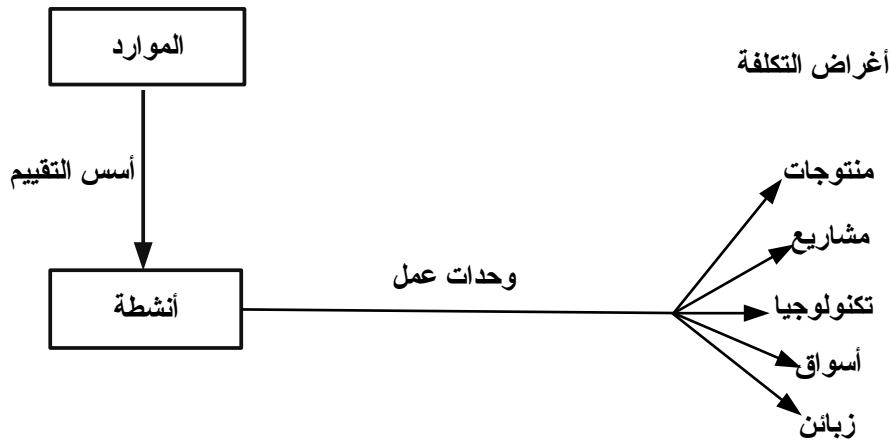 الموارد
أغراض التكلفة
أسس التقييم
منتوجات
مشاريع
وحدات عمل
أنشطة
تكنولوجيا
أسواق
زبائن